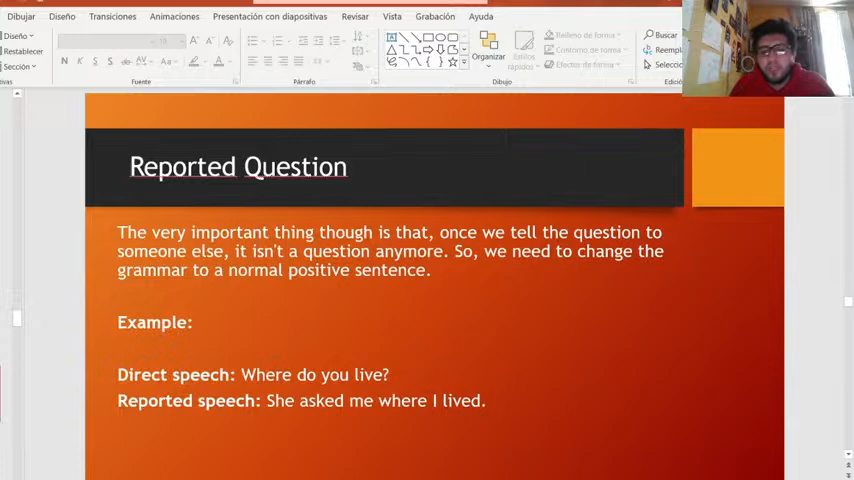 Dibujar Diseño Transiciones Animaciones Presentación con diapositivas Revisar Vista Grabación Ayuda
Diseño
Restablecer
Sección
Relleno de forma
Contorno de forma
Efectos de forma
Organizar
Estilos
rápidos
Buscar
Fuente Párrafo Dibujo
Reported Question
The very important thing though is that, once we tell the question to
someone else, it isn't a question anymore. So, we need to change the
grammar to a normal positive sentence.
Example:
Direct speech: Where do you live?
Reported speech: She asked me where I lived.